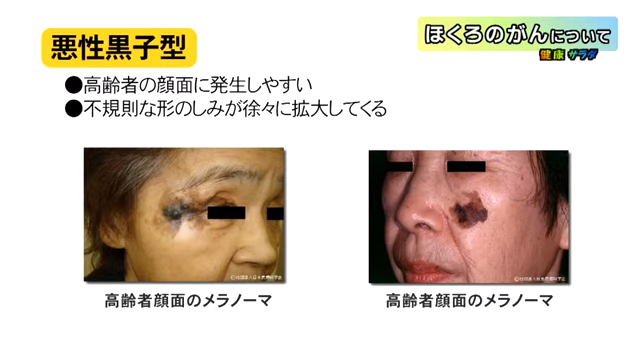 悪性黒子型
ほくろのがんについて
健康サラダ
●高齢者の顔面に発生しやすい
●不規則な形のしみが徐々に拡大してくる
高齢者顔面のメラノーマ
高齢者顔面のメラノーマ